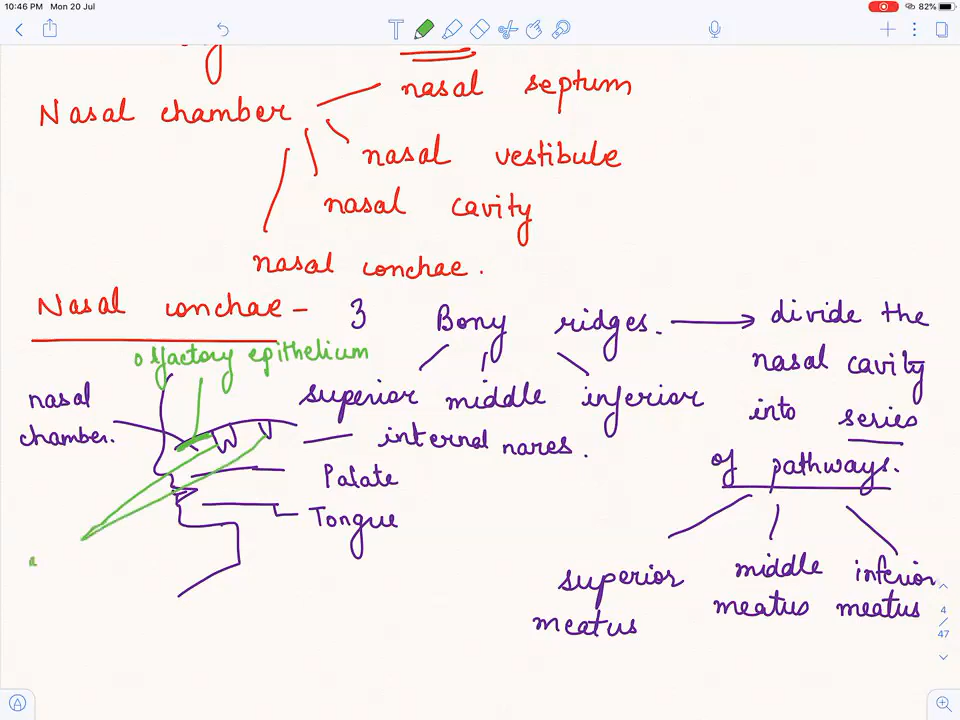 10:46 PM Mon 20 Jul
82%
nasal septum
Nasal chamber
nasal vestibule
nasal cavity
nasal conchae.
Nasal conchae - 3 Bony ridges. → divide the
nasal cavity
into series
of pathways.
olfactory epithelium
superior middle inferior
nasal
chamber.
internal nares.
Palate
Tongue
superior
meatus
middle
meatus
inferior
meatus
4
/
47